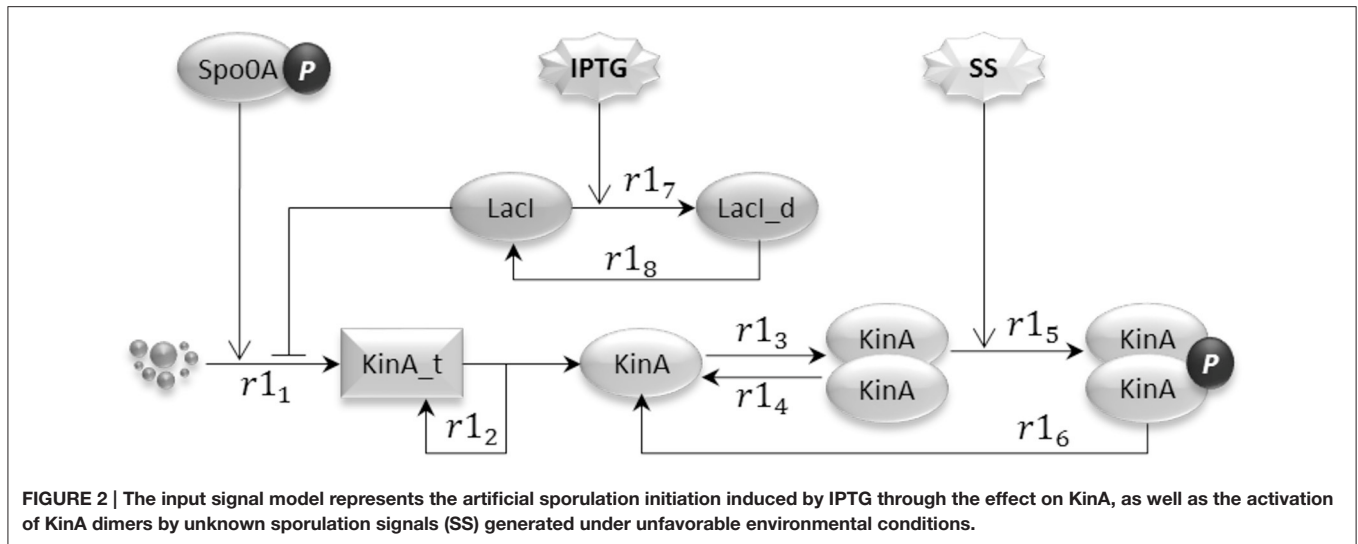 Spo0A P
IPTG
SS
LacI
r1₇
LacI_d
r1₈
r1₁
KinA_t
r1₂
KinA
r1₃
r1₄
KinA
KinA
r1₅
KinA
KinA
P
r1₆
FIGURE 2 | The input signal model represents the artificial sporulation initiation induced by IPTG through the effect on KinA, as well as the activation
of KinA dimers by unknown sporulation signals (SS) generated under unfavorable environmental conditions.